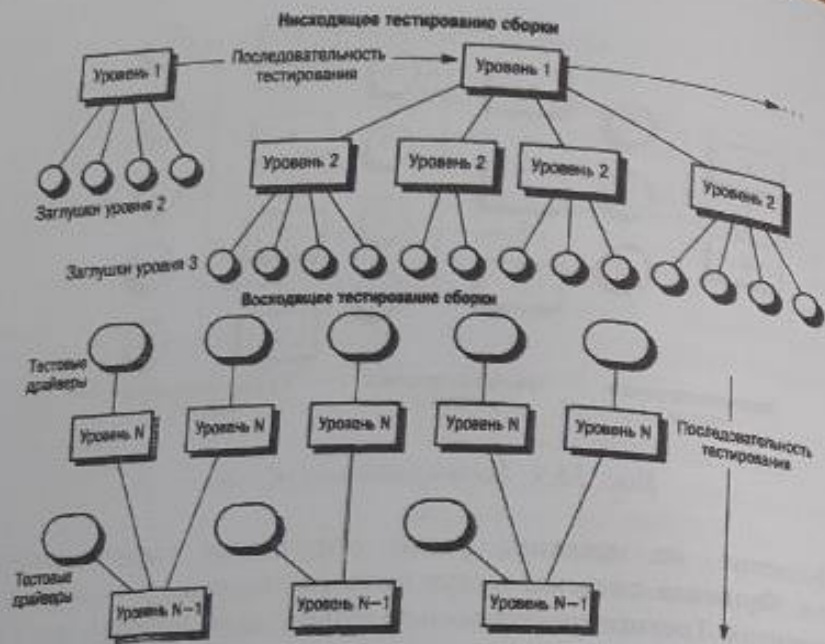 Нисходящее тестирование сборки
Уровень 1
Последовательность
тестирования
Уровень 1
...
Уровень 2
Уровень 2
Уровень 2
Уровень 2
Заглушки уровня 2
Заглушки уровня 3
Восходящее тестирование сборки
Тестовые
драйверы
Уровень N
Уровень N
Уровень N
Уровень N
Уровень N
Последовательность
тестирования
Тестовые
драйверы
Уровень N–1
Уровень N–1
Уровень N–1